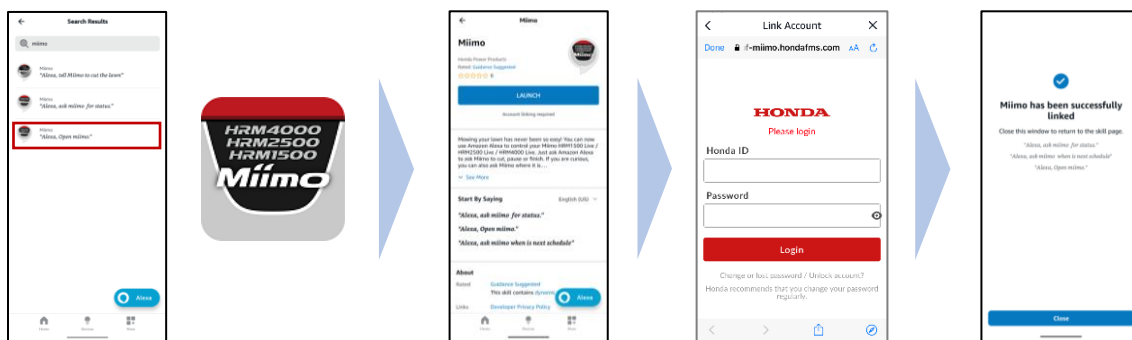 Search Results
miimo
Miimo
"Alexa, tell Miimo to cut the lawn"
Miimo
"Alexa, ask miimo for status."
Miimo
"Alexa, Open miimo."
Alexa
Home
Devices
More
HRM4000
HRM2500
HRM1500
Miimo
Miimo
Miimo
Honda Power Products
Rated: Guidance Suggested
0
LAUNCH
Account linking required
Mowing your lawn has never been so easy! You can now
use Amazon Alexa to control your Miimo HRM1500 Live /
HRM2500 Live / HRM4000 Live. Just ask Amazon Alexa
to ask Miimo to cut, pause or finish. If you are curious,
you can also ask Miimo where it is...
See More
Start By Saying
English (US)
"Alexa, ask miimo for status."
"Alexa, Open miimo."
"Alexa, ask miimo when is next schedule"
About
Rated
Guidance Suggested
This skill contains dynamic
Links
Developer Privacy Policy
Alexa
Home
Devices
More
Link Account
Done
f-miimo.hondafms.com
AA
HONDA
Please login
Honda ID
Password
Login
Change or lost password / Unlock account?
Honda recommends that you change your password
regularly.
Miimo has been successfully
linked
Close this window to return to the skill page.
"Alexa, ask miimo for status."
"Alexa, ask miimo when is next schedule"
"Alexa, Open miimo."
Close